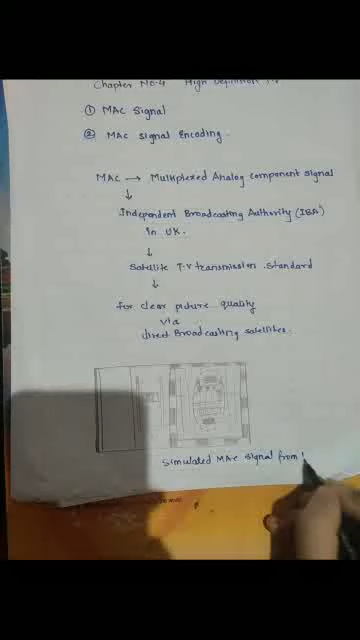 Chapter No-4 High Definition TV
① MAC Signal
② MAC Signal Encoding.
MAC → Multiplexed Analog component signal
↓
Independent Broadcasting Authority (IBA)
In UK.
↓
Satellite T.V transmission Standard
↓
for clear picture quality
via
direct Broadcasting satellites.
Simulated MAC signal from